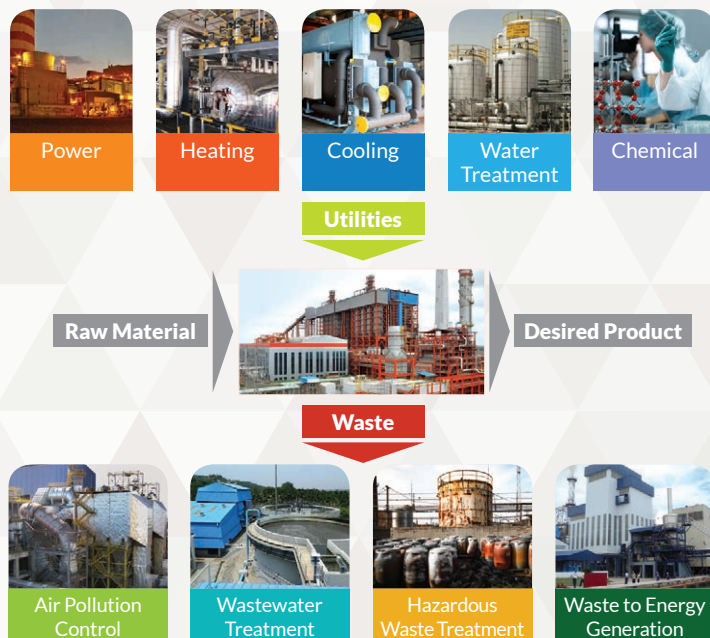 Power
Heating
Cooling
Water
Treatment
Chemical
Utilities
Raw Material
Desired Product
Waste
Air Pollution
Control
Wastewater
Treatment
Hazardous
Waste Treatment
Waste to Energy
Generation